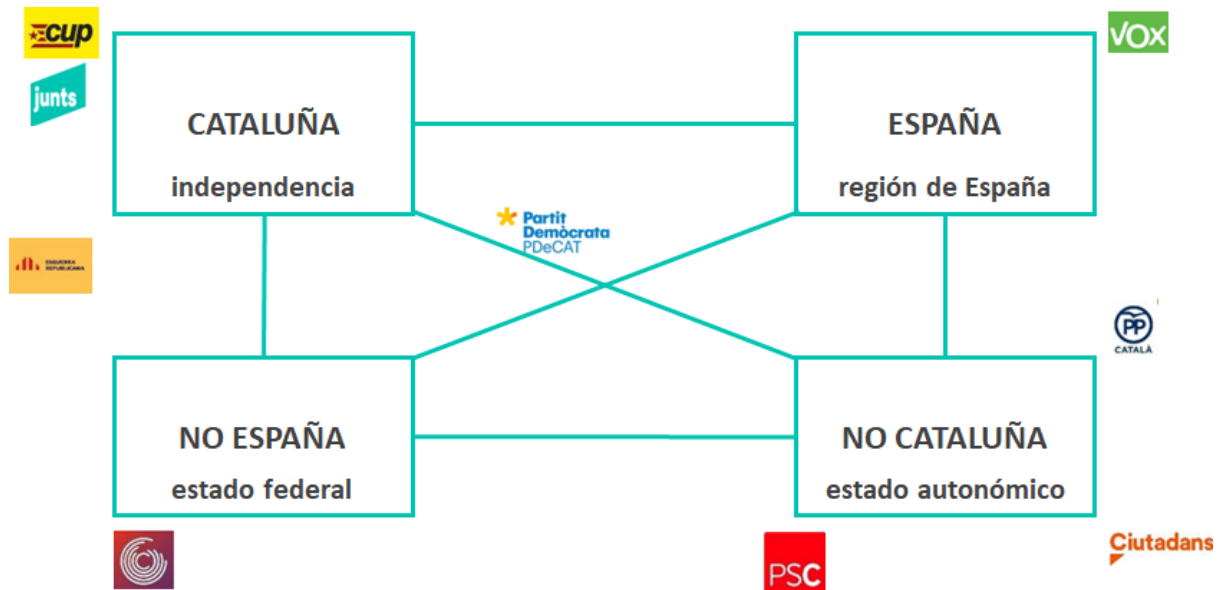 cup
junts
CATALUÑA
independencia
VOX
ESPAÑA
región de España
Partit
Demòcrata
PDeCAT
ESQUERRA
REPUBLICANA
PP
CATALÀ
NO ESPAÑA
estado federal
NO CATALUÑA
estado autonómico
PSC
Ciutadans